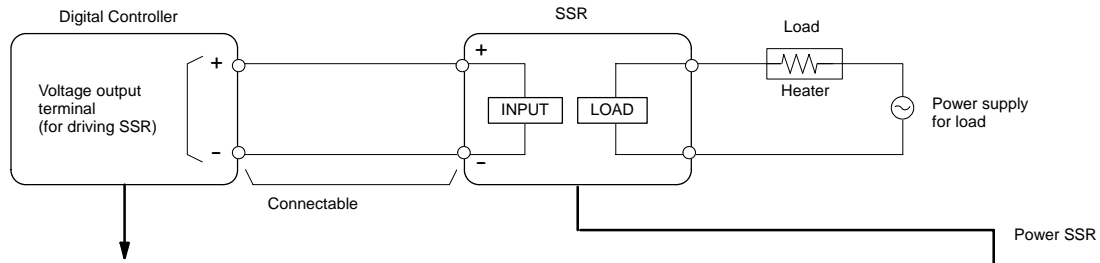 Digital Controller
SSR
Load
+
+
Voltage output
terminal
(for driving SSR)
INPUT
LOAD
Heater
Power supply
for load
−
−
Connectable
Power SSR